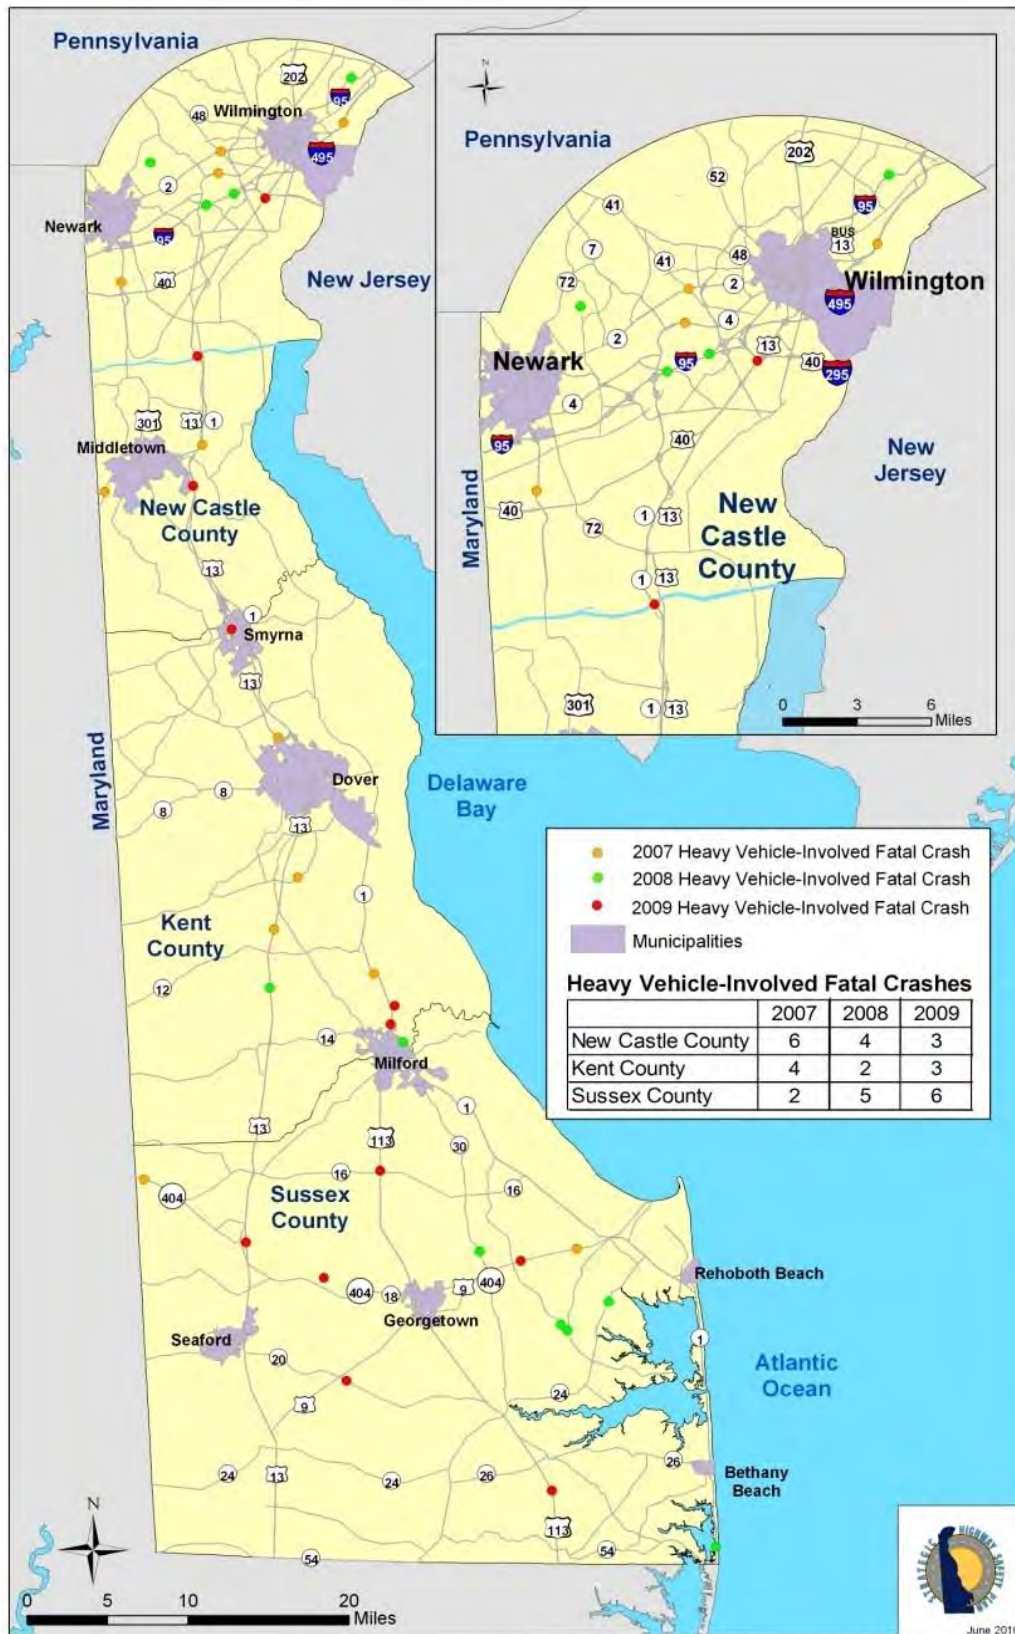 Pennsylvania
202
95
48
Wilmington
495
2
Newark
95
40
New Jersey
301
13
1
Middletown
New Castle
County
13
1
Smyrna
13
Maryland
8
8
Dover
13
Delaware
Bay
1
Kent
County
12
14
Milford
1
13
113
30
16
16
404
Sussex
County
Rehoboth Beach
404
404
18
9
Georgetown
Seaford
1
20
Atlantic
Ocean
24
9
24
13
24
26
26
Bethany
Beach
113
54
54
N
0 5 10 20
Miles
Pennsylvania
202
52
95
41
BUS
13
7
41
48
72
2
Wilmington
495
2
4
13
Newark
95
40
295
4
40
95
New
Jersey
Maryland
40
72
1
13
New
Castle
County
1
13
301
1
13
0 3 6
Miles
2007 Heavy Vehicle-Involved Fatal Crash
2008 Heavy Vehicle-Involved Fatal Crash
2009 Heavy Vehicle-Involved Fatal Crash
Municipalities
Heavy Vehicle-Involved Fatal Crashes
2007 2008 2009
New Castle County 6 4 3
Kent County 4 2 3
Sussex County 2 5 6
STRATEGIC HIGHWAY SAFETY PLAN
June 2010